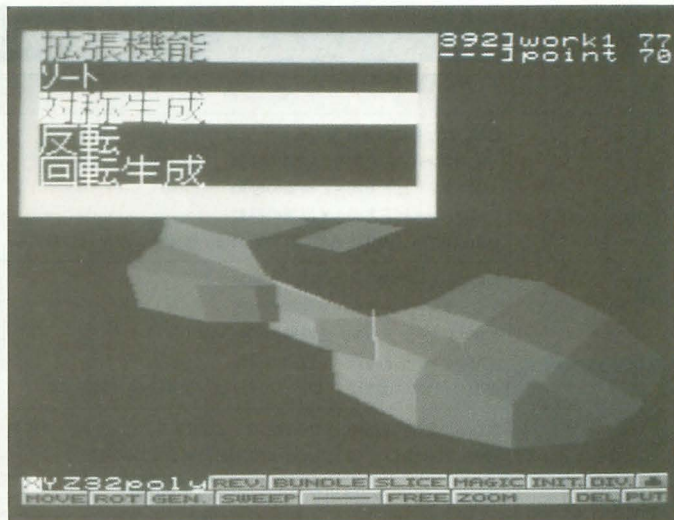 拡張機能
ソート
対称生成
反転
回転生成
392]work1 77
---]point 70
XYZ32poly REV. BUNDLE SLICE MAGIC INIT. DIV.
MOVE ROT GEN. SWEEP FREE ZOOM DEL PUT